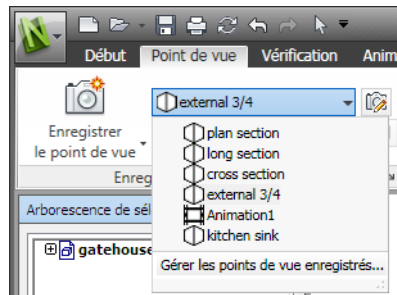 Début Point de vue Vérification Anim
external 3/4
Enregistrer
le point de vue
plan section
long section
cross section
external 3/4
Animation1
kitchen sink
Gérer les points de vue enregistrés...
Enreg
Arborescence de sél
gatehouse